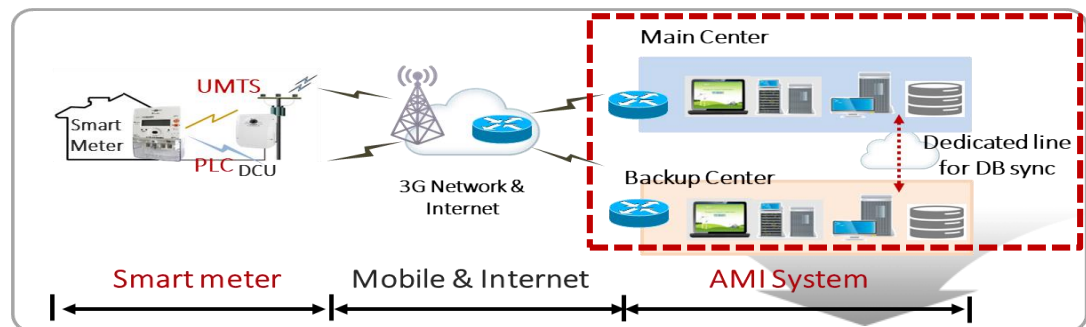 Main Center
UMTS
Smart
Meter
PLC DCU
3G Network &
Internet
Dedicated line
for DB sync
Backup Center
Smart meter
Mobile & Internet
AMI System